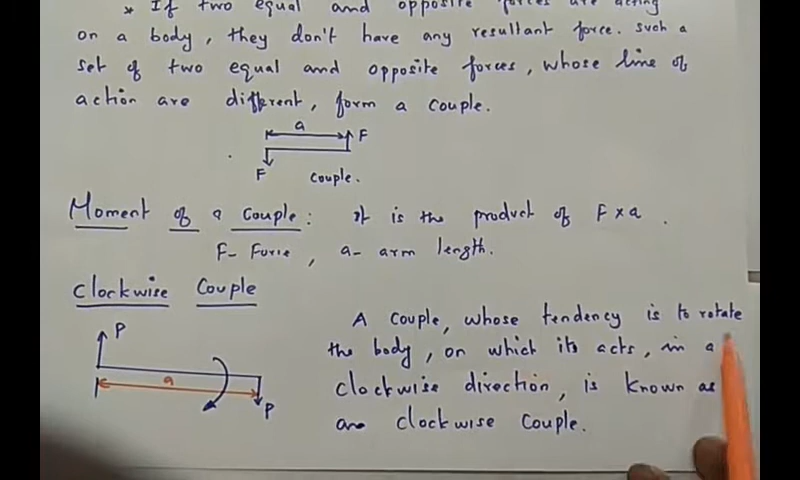 * If two equal and opposite forces are acting
on a body, they don't have any resultant force. Such a
set of two equal and opposite forces, whose line of
action are different, form a couple.
a
F
F
couple.
Moment of a couple: It is the product of F x a.
F- Force, a- arm length.
Clockwise Couple
P
a
P
A couple, whose tendency is to rotate
the body, on which its acts, in a
clockwise direction, is known as
clockwise couple.